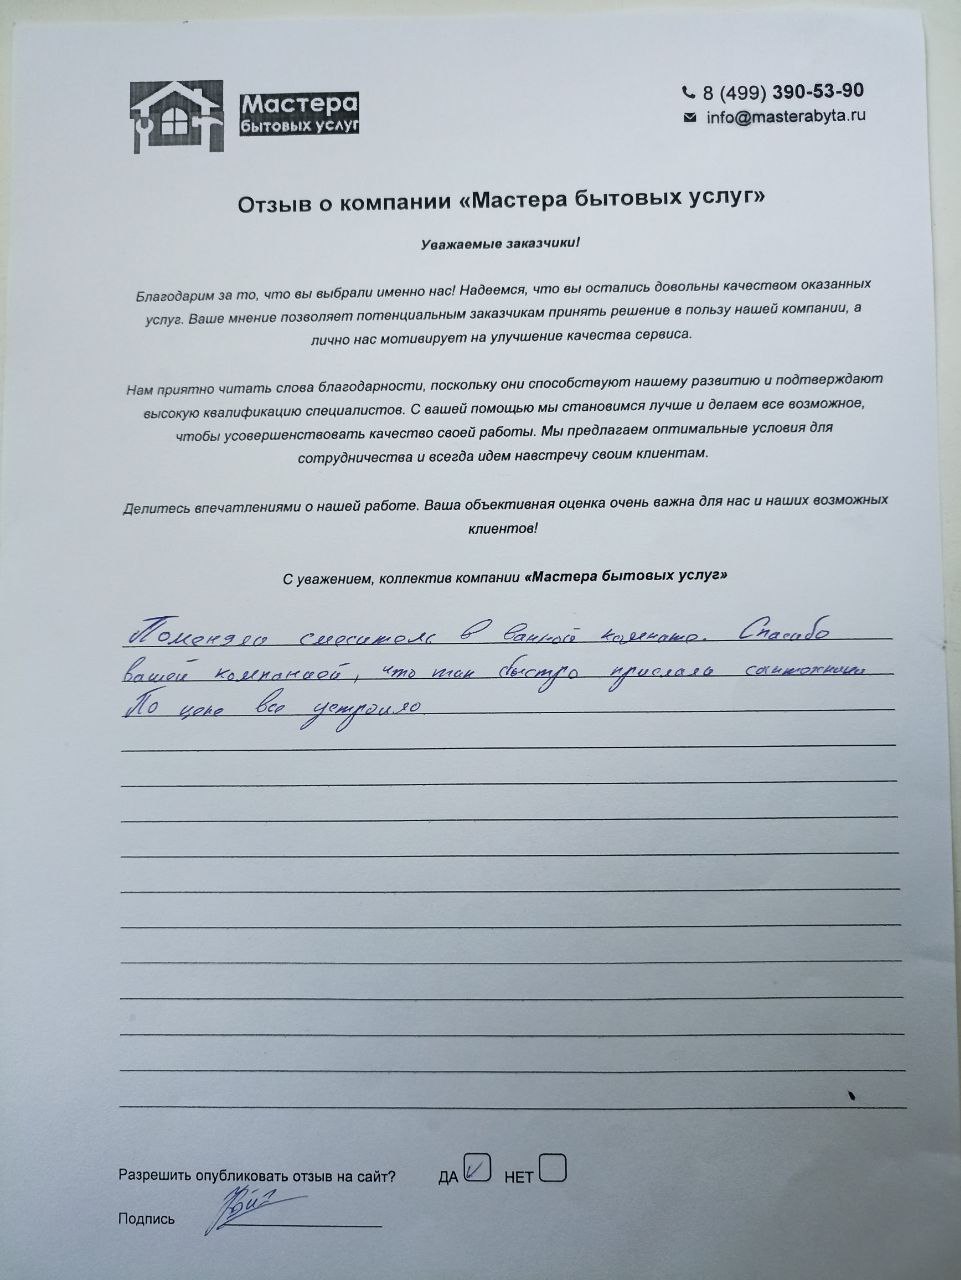 Мастера
бытовых услуг
8 (499) 390-53-90
info@masterabyta.ru
Отзыв о компании «Мастера бытовых услуг»
Уважаемые заказчики!
Благодарим за то, что вы выбрали именно нас! Надеемся, что вы остались довольны качеством оказанных
услуг. Ваше мнение позволяет потенциальным заказчикам принять решение в пользу нашей компании, а
лично нас мотивирует на улучшение качества сервиса.
Нам приятно читать слова благодарности, поскольку они способствуют нашему развитию и подтверждают
высокую квалификацию специалистов. С вашей помощью мы становимся лучше и делаем все возможное,
чтобы усовершенствовать качество своей работы. Мы предлагаем оптимальные условия для
сотрудничества и всегда идем навстречу своим клиентам.
Делитесь впечатлениями о нашей работе. Ваша объективная оценка очень важна для нас и наших возможных
клиентов!
С уважением, коллектив компании «Мастера бытовых услуг»
Поменяли смеситель в ванной комнате. Спасибо
вашей компанией, что так быстро прислали сантехника
По цене все устроило
Разрешить опубликовать отзыв на сайт? ДА НЕТ
Подпись